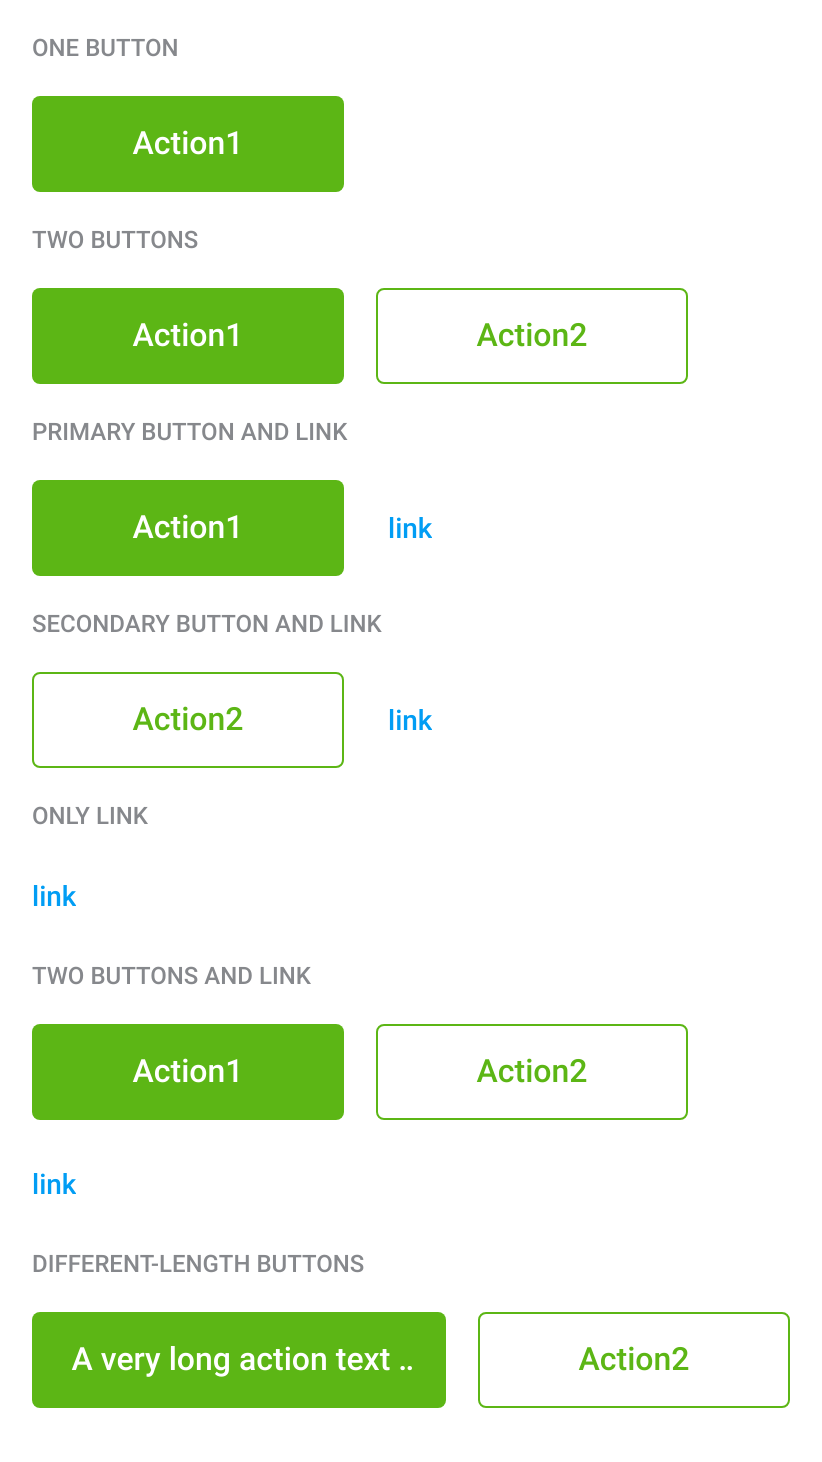 ONE BUTTON
Action1
TWO BUTTONS
Action1 Action2
PRIMARY BUTTON AND LINK
Action1 link
SECONDARY BUTTON AND LINK
Action2 link
ONLY LINK
link
TWO BUTTONS AND LINK
Action1 Action2
link
DIFFERENT-LENGTH BUTTONS
A very long action text .. Action2